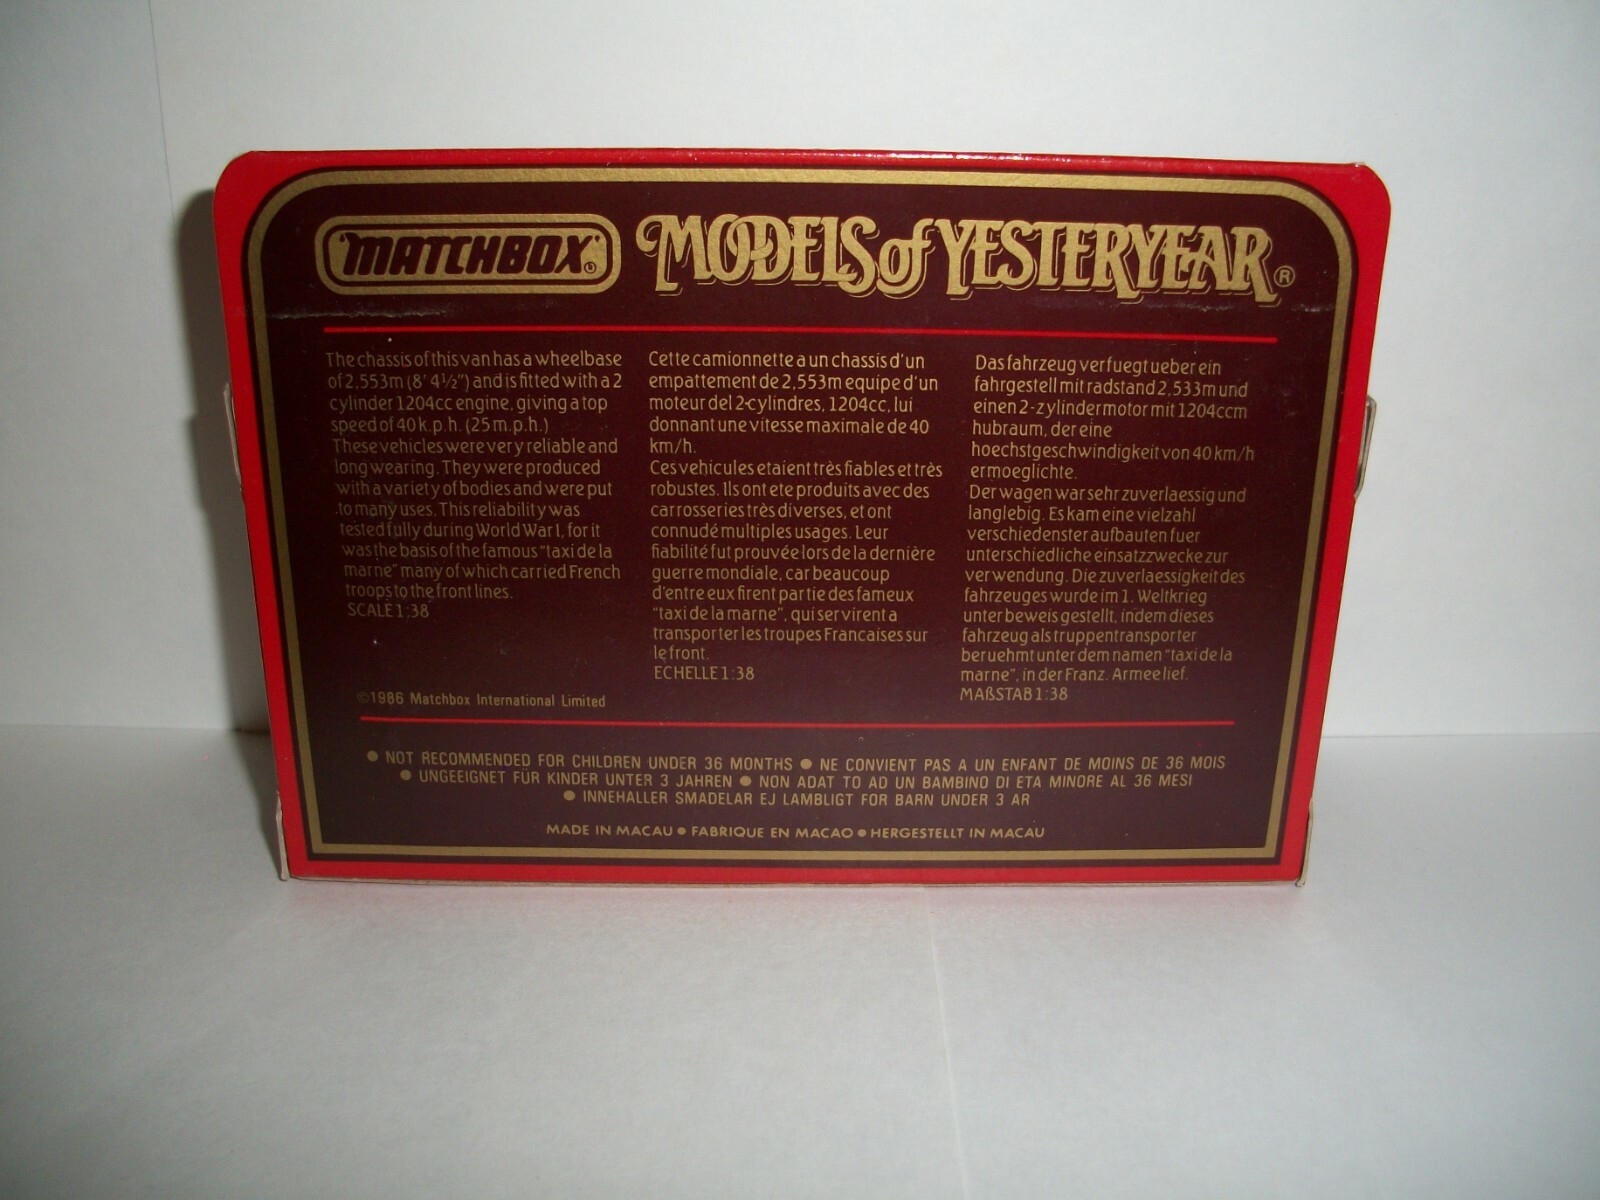 "MATCHBOX"
MODELS of YESTERYEAR ®
The chassis of this van has a wheelbase
of 2,553m (8' 4½") and is fitted with a 2
cylinder 1204cc engine, giving a top
speed of 40 k.p.h. (25 m.p.h.)
These vehicles were very reliable and
long wearing. They were produced
with a variety of bodies and were put
to many uses. This reliability was
tested fully during World War I, for it
was the basis of the famous "taxi de la
marne" many of which carried French
troops to the front lines.
SCALE 1:38
©1986 Matchbox International Limited
Cette camionnette a un chassis d'un
empattement de 2,553m equipe d'un
moteur del 2-cylindres, 1204cc, lui
donnant une vitesse maximale de 40
km/h.
Ces vehicules etaient très fiables et très
robustes. Ils ont ete produits avec des
carrosseries très diverses, et ont
connudé multiples usages. Leur
fiabilité fut prouvée lors de la dernière
guerre mondiale, car beaucoup
d'entre eux firent partie des fameux
"taxi de la marne", qui servirent a
transporter les troupes Francaises sur
le front.
ECHELLE 1:38
Das fahrzeug verfuegt ueber ein
fahrgestell mit radstand 2,533m und
einen 2-zylindermotor mit 1204ccm
hubraum, der eine
hoechstgeschwindigkeit von 40 km/h
ermoeglichte.
Der wagen war sehr zuverlaessig und
langlebig. Es kam eine vielzahl
verschiedenster aufbauten fuer
unterschiedliche einsatzzwecke zur
verwendung. Die zuverlaessigkeit des
fahrzeuges wurde im 1. Weltkrieg
unter beweis gestellt, indem dieses
fahrzeug als truppentransporter
beruehmt unter dem namen "taxi de la
marne", in der Franz. Armee lief.
MAßSTAB 1:38
● NOT RECOMMENDED FOR CHILDREN UNDER 36 MONTHS ● NE CONVIENT PAS A UN ENFANT DE MOINS DE 36 MOIS
● UNGEEIGNET FÜR KINDER UNTER 3 JAHREN ● NON ADAT TO AD UN BAMBINO DI ETA MINORE AL 36 MESI
● INNEHALLER SMADELAR EJ LAMBLIGT FOR BARN UNDER 3 AR
MADE IN MACAU ● FABRIQUE EN MACAO ● HERGESTELLT IN MACAU